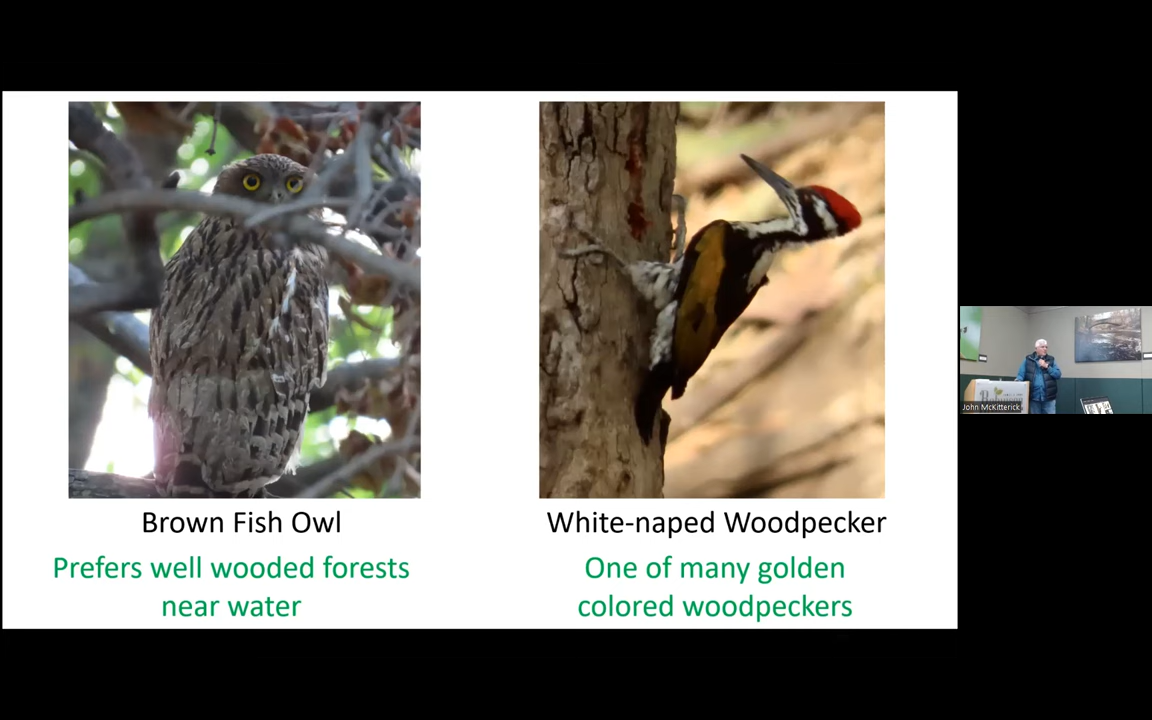 Brown Fish Owl
Prefers well wooded forests
near water
White-naped Woodpecker
One of many golden
colored woodpeckers
John McKitterick